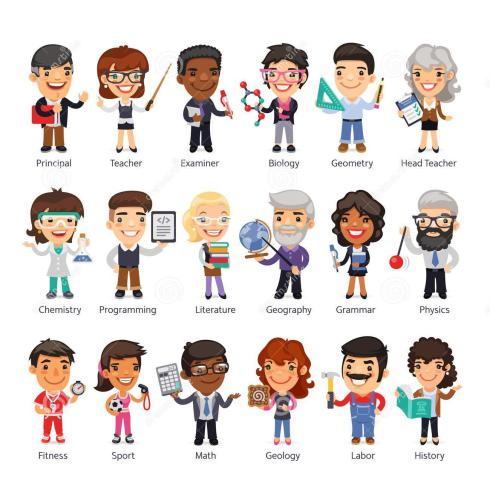 Principal Teacher Examiner Biology Geometry Head Teacher
</>
Chemistry Programming Literature Geography Grammar Physics
Fitness Sport Math Geology Labor History